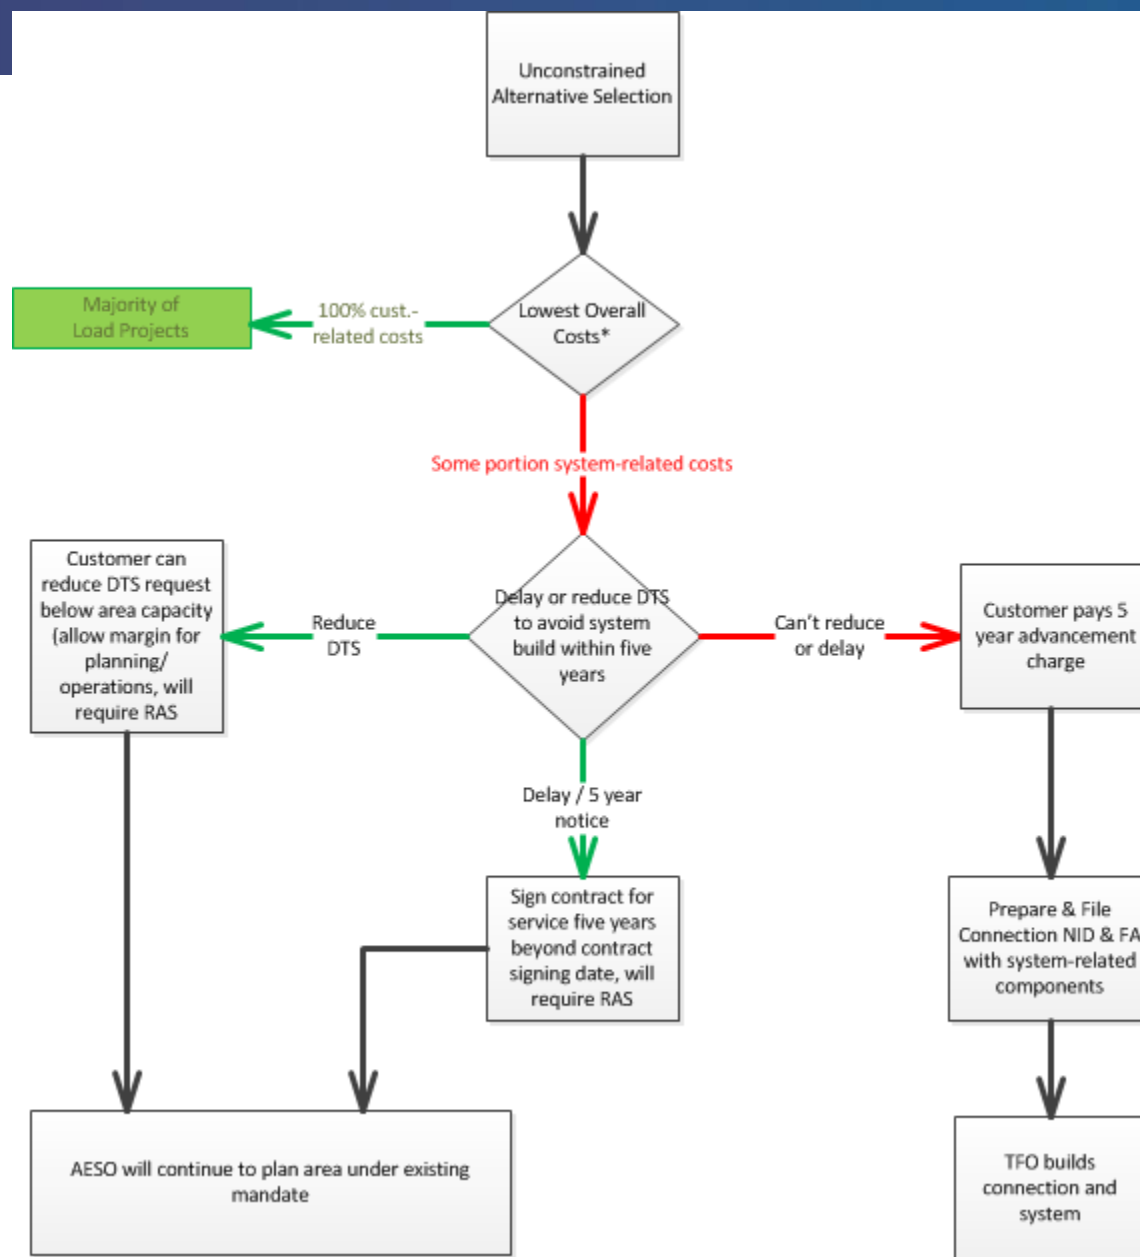 Unconstrained
Alternative Selection
Lowest Overall
Costs*
100% cust.-
related costs
Majority of
Load Projects
Some portion system-related costs
Delay or reduce DTS
to avoid system
build within five
years
Reduce
DTS
Customer can
reduce DTS request
below area capacity
(allow margin for
planning/
operations, will
require RAS
Can't reduce
or delay
Customer pays 5
year advancement
charge
Delay / 5 year
notice
Sign contract for
service five years
beyond contract
signing date, will
require RAS
Prepare & File
Connection NID & FA
with system-related
components
AESO will continue to plan area under existing
mandate
TFO builds
connection and
system